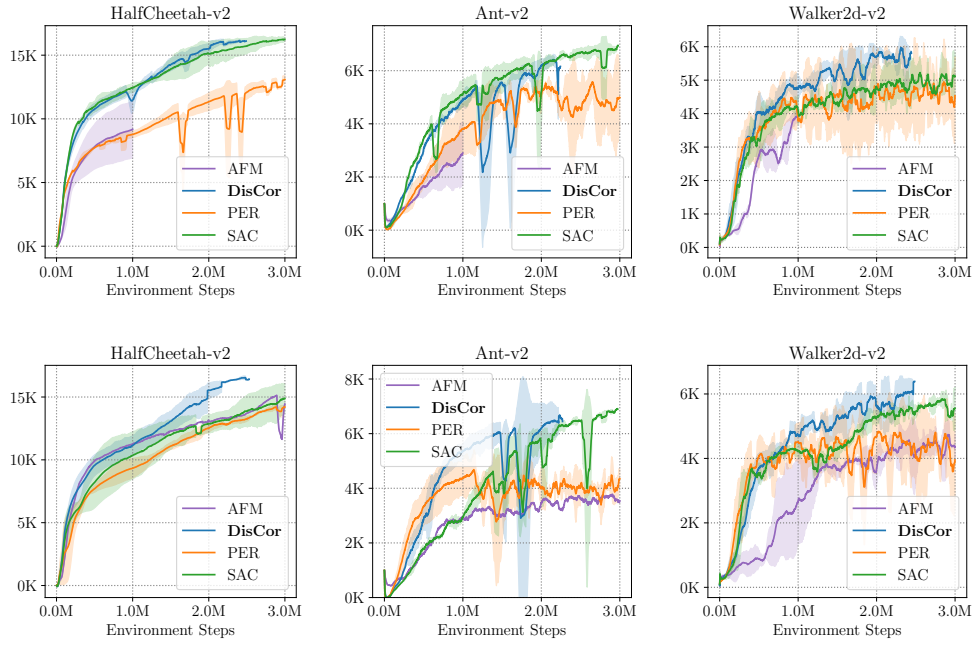 HalfCheetah-v2
15K
10K
5K
0K
AFM
DisCor
PER
SAC
0.0M 1.0M 2.0M 3.0M
Environment Steps
Ant-v2
8K
6K
4K
2K
0K
AFM
DisCor
PER
SAC
0.0M 1.0M 2.0M 3.0M
Environment Steps
Walker2d-v2
6K
5K
4K
3K
2K
1K
0K
AFM
DisCor
PER
SAC
0.0M 1.0M 2.0M 3.0M
Environment Steps
HalfCheetah-v2
15K
10K
5K
0K
AFM
DisCor
PER
SAC
0.0M 1.0M 2.0M 3.0M
Environment Steps
Ant-v2
8K
6K
4K
2K
0K
AFM
DisCor
PER
SAC
0.0M 1.0M 2.0M 3.0M
Environment Steps
Walker2d-v2
6K
4K
2K
0K
AFM
DisCor
PER
SAC
0.0M 1.0M 2.0M 3.0M
Environment Steps